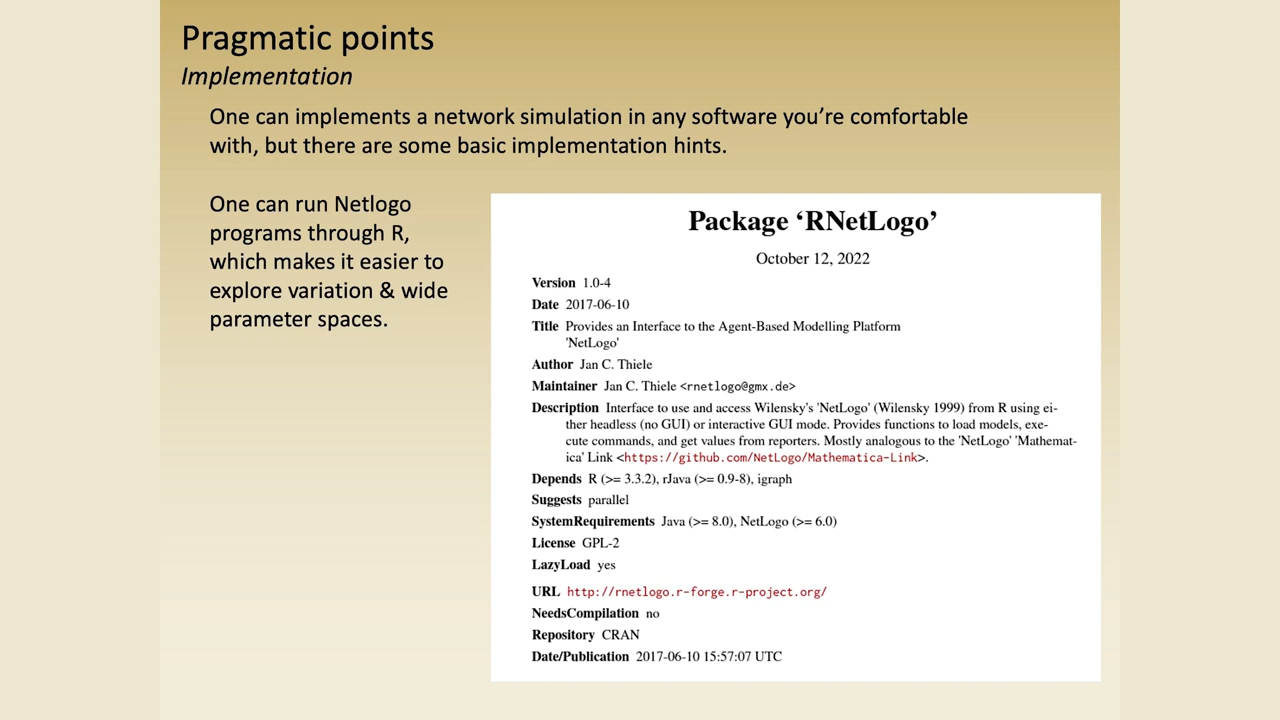 Pragmatic points
Implementation
One can implements a network simulation in any software you’re comfortable
with, but there are some basic implementation hints.
One can run Netlogo
programs through R,
which makes it easier to
explore variation & wide
parameter spaces.
Package ‘RNetLogo’
October 12, 2022
Version 1.0-4
Date 2017-06-10
Title Provides an Interface to the Agent-Based Modelling Platform
'NetLogo'
Author Jan C. Thiele
Maintainer Jan C. Thiele <rnetlogo@gmx.de>
Description Interface to use and access Wilensky's 'NetLogo' (Wilensky 1999) from R using ei-
ther headless (no GUI) or interactive GUI mode. Provides functions to load models, exe-
cute commands, and get values from reporters. Mostly analogous to the 'NetLogo' 'Mathemat-
ica' Link <https://github.com/NetLogo/Mathematica-Link>.
Depends R (>= 3.3.2), rJava (>= 0.9-8), igraph
Suggests parallel
SystemRequirements Java (>= 8.0), NetLogo (>= 6.0)
License GPL-2
LazyLoad yes
URL http://rnetlogo.r-forge.r-project.org/
NeedsCompilation no
Repository CRAN
Date/Publication 2017-06-10 15:57:07 UTC